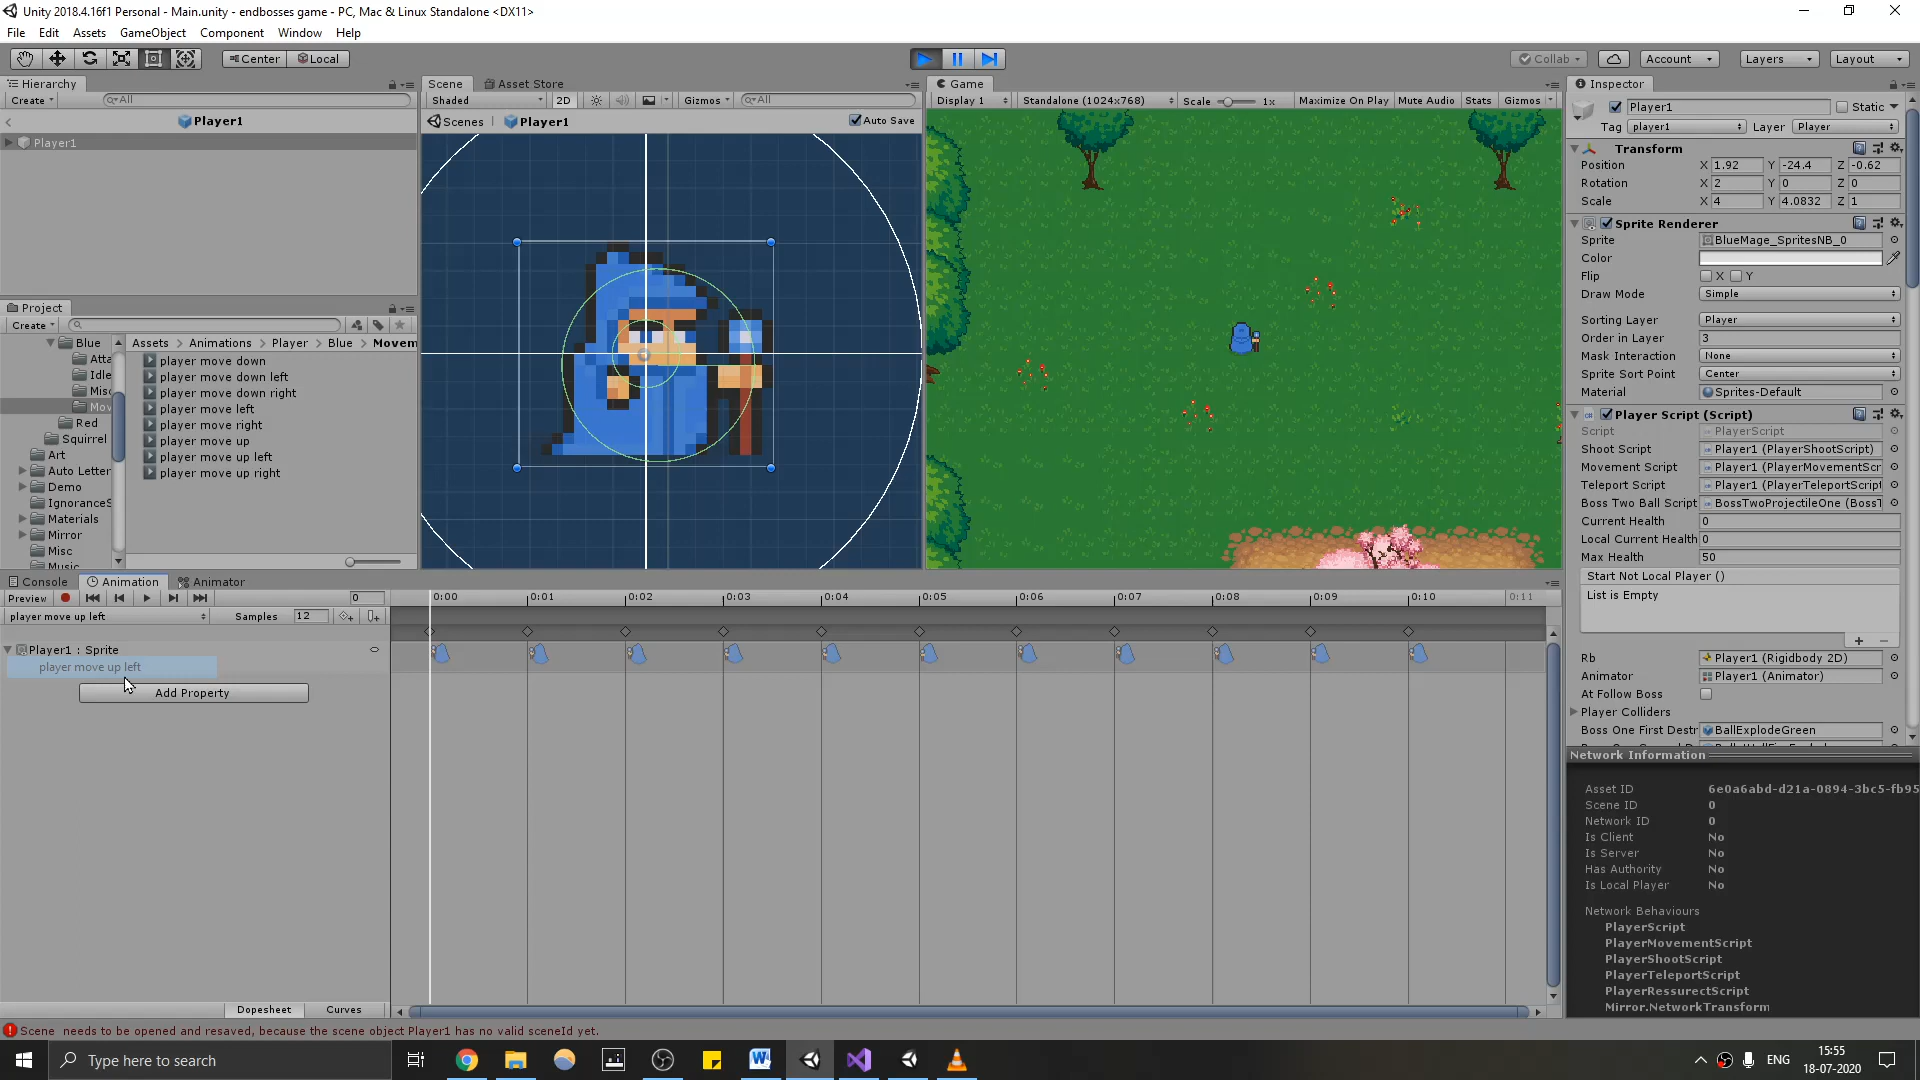 Unity 2018.4.16f1 Personal - Main.unity - endbosses game - PC, Mac & Linux Standalone <DX11>
File Edit Assets GameObject Component Window Help
Center Local Collab Account Layers Layout
Hierarchy
Create All
Player1
Player1
Scene Asset Store
Shaded 2D Gizmos All
Scenes Player1 Auto Save
Game
Display 1 Standalone (1024x768) Scale 1x Maximize On Play Mute Audio Stats Gizmos
Project
Create
Assets > Animations > Player > Blue > Movem
Blue
Atta
Idle
Misc
Mov
Red
Squirrel
Art
Auto Letter
Demo
IgnoranceS
Materials
Mirror
Misc
Music
player move down
player move down left
player move down right
player move left
player move right
player move up
player move up left
player move up right
Console Animation Animator
Preview 0
player move up left Samples 12
0:00 0:01 0:02 0:03 0:04 0:05 0:06 0:07 0:08 0:09 0:10 0:11
Player1 : Sprite
player move up left
Add Property
Dopesheet Curves
Inspector
Player1 Static
Tag player1 Layer Player
Transform
Position X 1.92 Y -24.4 Z -0.62
Rotation X 2 Y 0 Z 0
Scale X 4 Y 4.0832 Z 1
Sprite Renderer
Sprite BlueMage_SpritesNB_0
Color
Flip X Y
Draw Mode Simple
Sorting Layer Player
Order in Layer 3
Mask Interaction None
Sprite Sort Point Center
Material Sprites-Default
Player Script (Script)
Script PlayerScript
Shoot Script Player1 (PlayerShootScript)
Movement Script Player1 (PlayerMovementScr
Teleport Script Player1 (PlayerTeleportScript
Boss Two Ball Script BossTwoProjectileOne (BossT
Current Health 0
Local Current Health 0
Max Health 50
Start Not Local Player ()
List is Empty
Rb Player1 (Rigidbody 2D)
Animator Player1 (Animator)
At Follow Boss
Player Colliders
Boss One First Destr BallExplodeGreen
Network Information
Asset ID 6e0a6abd-d21a-0894-3bc5-fb95
Scene ID 0
Network ID 0
Is Client No
Is Server No
Has Authority No
Is Local Player No
Network Behaviours
PlayerScript
PlayerMovementScript
PlayerShootScript
PlayerTeleportScript
PlayerRessurectScript
Mirror.NetworkTransform
Scene needs to be opened and resaved, because the scene object Player1 has no valid sceneId yet.
Type here to search
ENG
15:55
18-07-2020